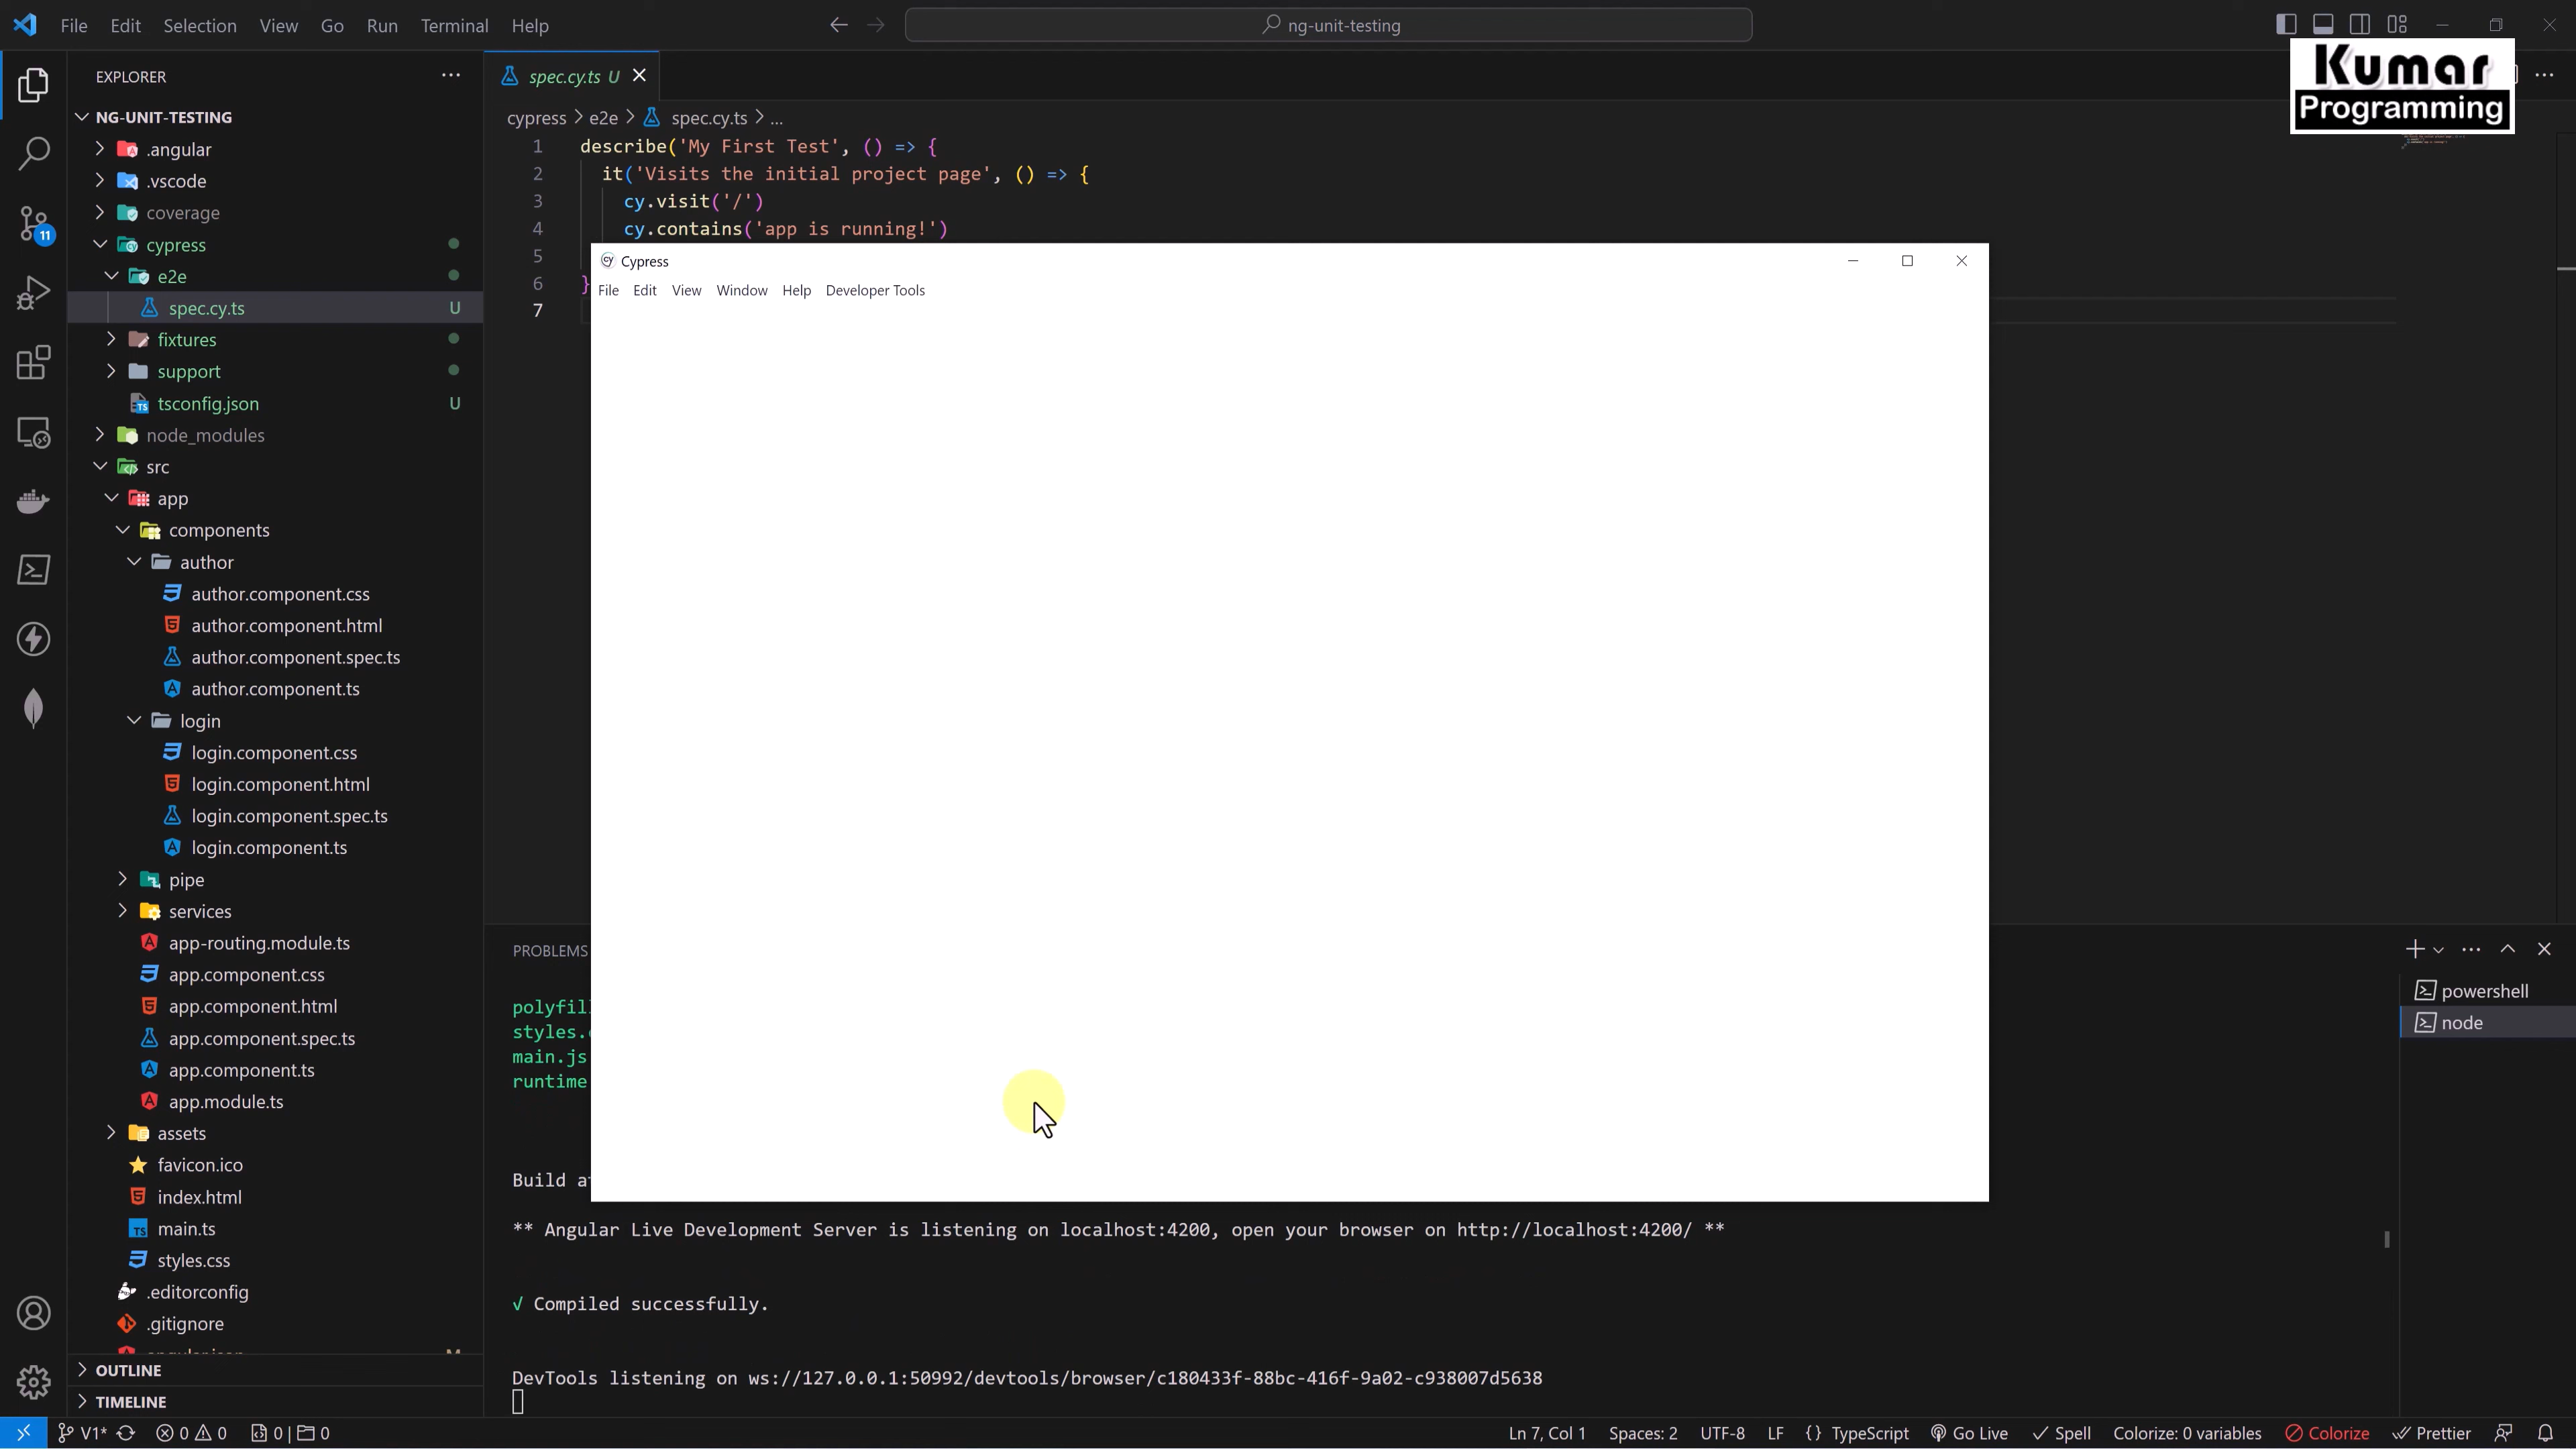 File Edit Selection View Go Run Terminal Help
ng-unit-testing
Kumar
Programming
EXPLORER
NG-UNIT-TESTING
.angular
.vscode
coverage
cypress
e2e
spec.cy.ts U
fixtures
support
tsconfig.json U
node_modules
src
app
components
author
author.component.css
author.component.html
author.component.spec.ts
author.component.ts
login
login.component.css
login.component.html
login.component.spec.ts
login.component.ts
pipe
services
app-routing.module.ts
app.component.css
app.component.html
app.component.spec.ts
app.component.ts
app.module.ts
assets
favicon.ico
index.html
main.ts
styles.css
.editorconfig
.gitignore
OUTLINE
TIMELINE
11
spec.cy.ts U
cypress > e2e > spec.cy.ts > ...
1 describe('My First Test', () => {
2 it('Visits the initial project page', () => {
3 cy.visit('/')
4 cy.contains('app is running!')
5
6 }
7
cy Cypress
File Edit View Window Help Developer Tools
PROBLEMS
polyfill
styles.
main.js
runtime
Build a
** Angular Live Development Server is listening on localhost:4200, open your browser on http://localhost:4200/ **
√ Compiled successfully.
DevTools listening on ws://127.0.0.1:50992/devtools/browser/c180433f-88bc-416f-9a02-c938007d5638
powershell
node
V1* 0 0 0 0
Ln 7, Col 1 Spaces: 2 UTF-8 LF {} TypeScript Go Live Spell Colorize: 0 variables Colorize Prettier